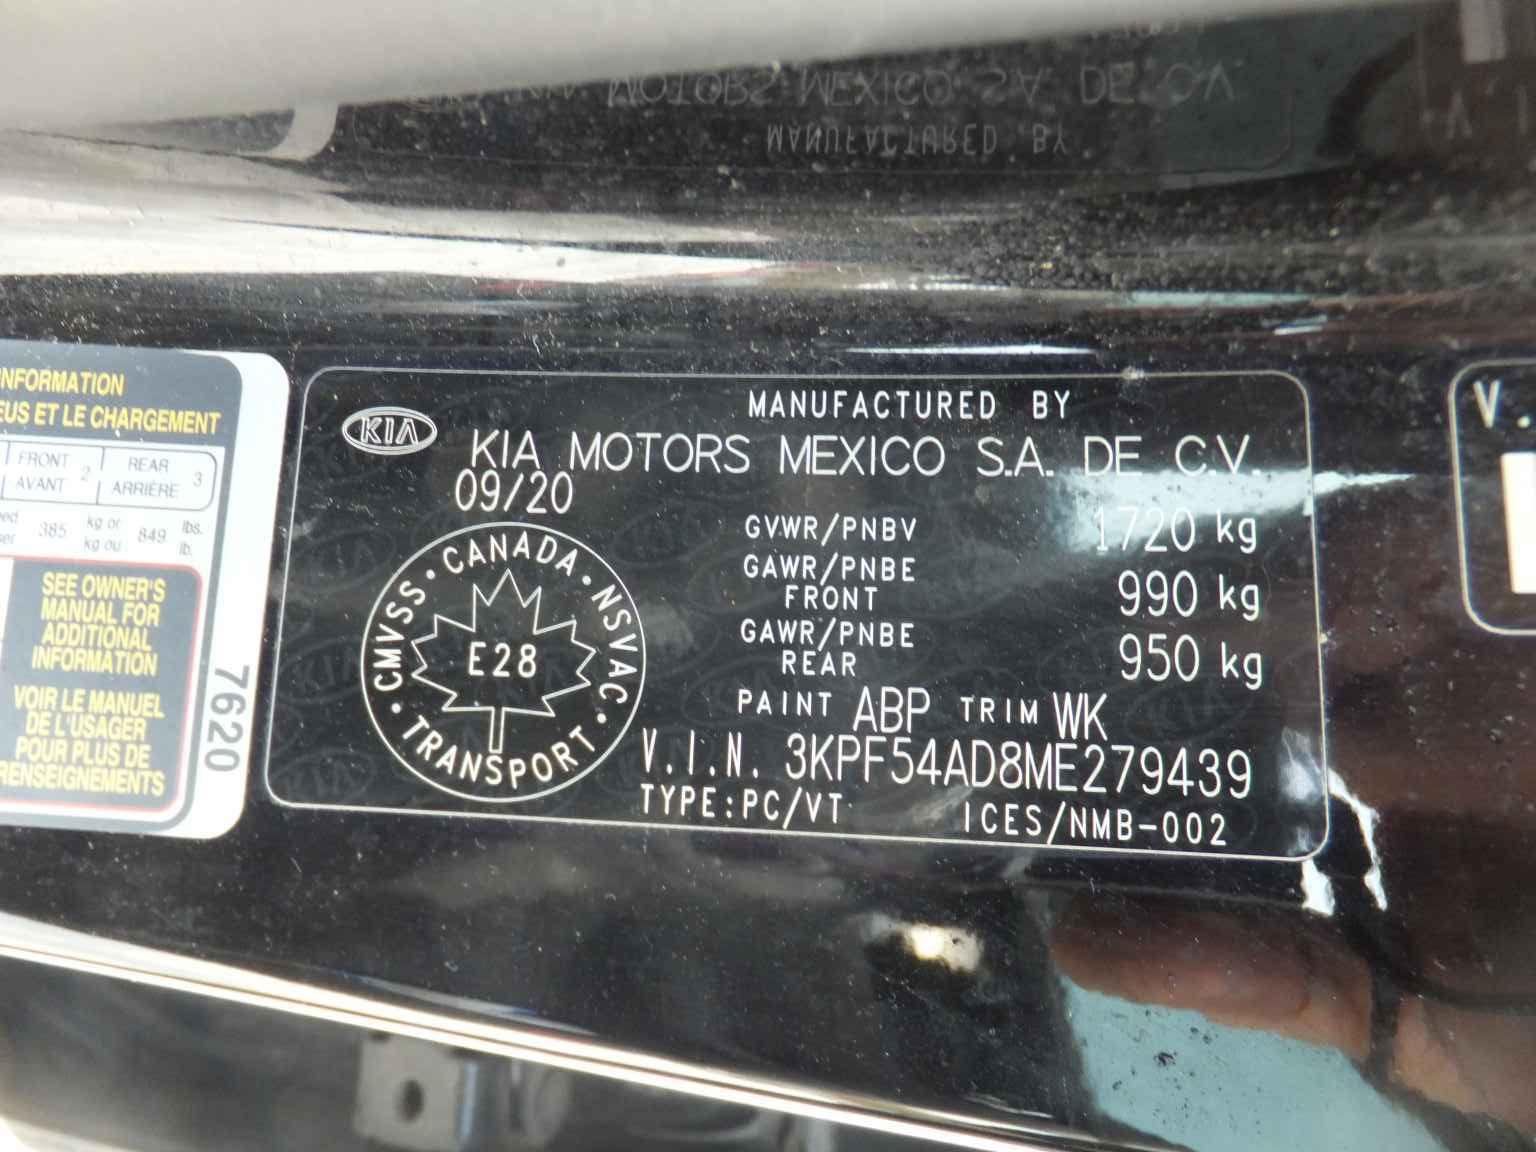 INFORMATION
EUS ET LE CHARGEMENT
FRONT 2 REAR 3
AVANT ARRIÈRE
385 kg or 849 lbs.
kg ou lb.
SEE OWNER'S
MANUAL FOR
ADDITIONAL
INFORMATION
VOIR LE MANUEL
DE L'USAGER
POUR PLUS DE
RENSEIGNEMENTS
7620
MANUFACTURED BY
KIA
KIA MOTORS MEXICO S.A. DE C.V.
09/20
GVWR/PNBV 1720 kg
GAWR/PNBE
FRONT 990 kg
GAWR/PNBE
REAR 950 kg
CMVSS • CANADA • NSVAC • TRANSPORT •
E28
PAINT ABP TRIM WK
V.I.N. 3KPF54AD8ME279439
TYPE:PC/VT ICES/NMB-002
V.